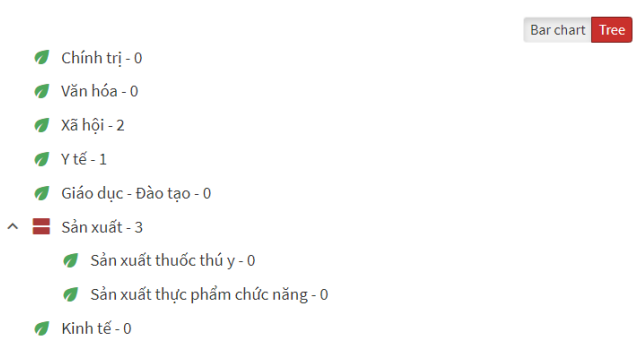 Bar chart Tree
Chính trị - 0
Văn hóa - 0
Xã hội - 2
Y tế - 1
Giáo dục - Đào tạo - 0
Sản xuất - 3
Sản xuất thuốc thú y - 0
Sản xuất thực phẩm chức năng - 0
Kinh tế - 0